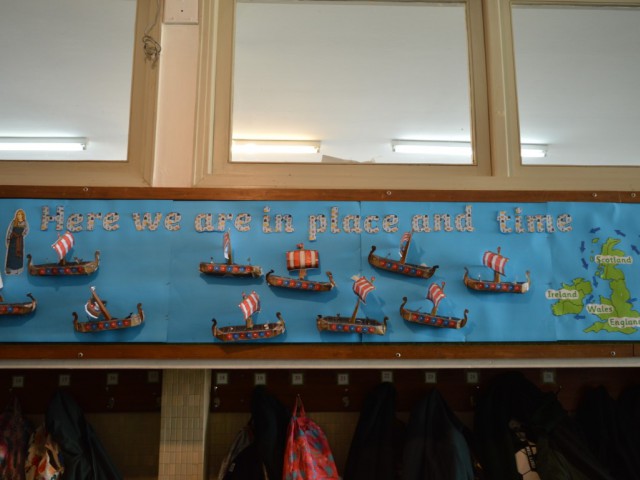 Here we are in place and time
Scotland
Ireland
Wales
England